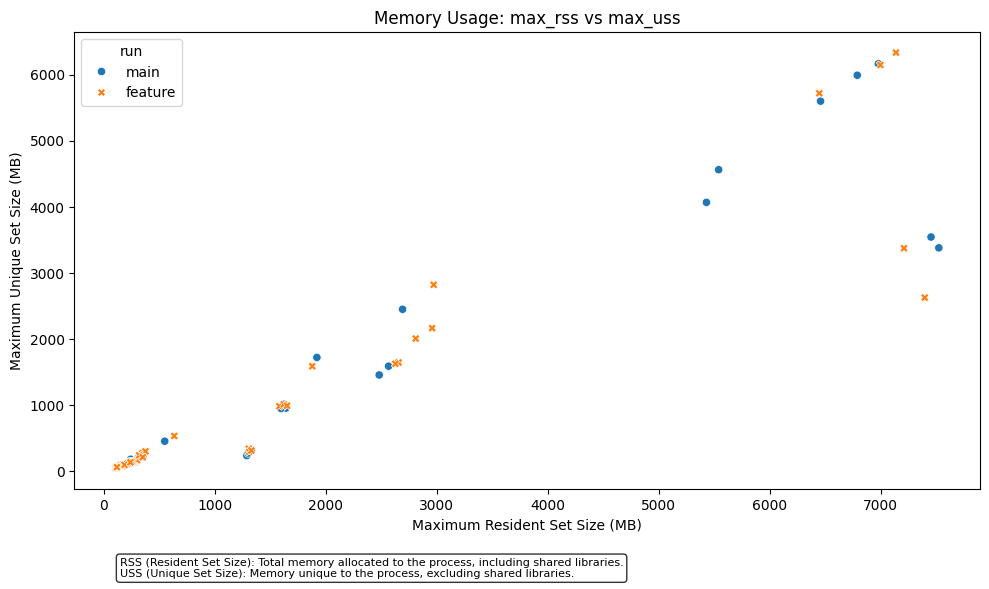 Memory Usage: max_rss vs max_uss
run
main
feature
Maximum Unique Set Size (MB)
6000
5000
4000
3000
2000
1000
0
0 1000 2000 3000 4000 5000 6000 7000
Maximum Resident Set Size (MB)
RSS (Resident Set Size): Total memory allocated to the process, including shared libraries.
USS (Unique Set Size): Memory unique to the process, excluding shared libraries.